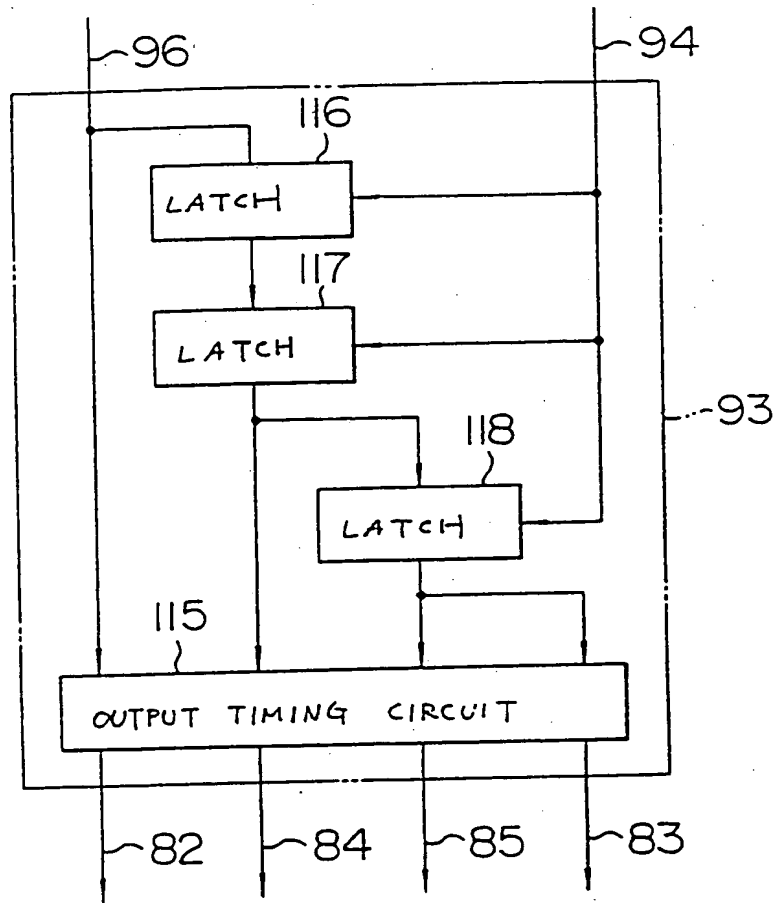 96
94
116
LATCH
117
LATCH
93
118
LATCH
115
OUTPUT TIMING CIRCUIT
82
84
85
83